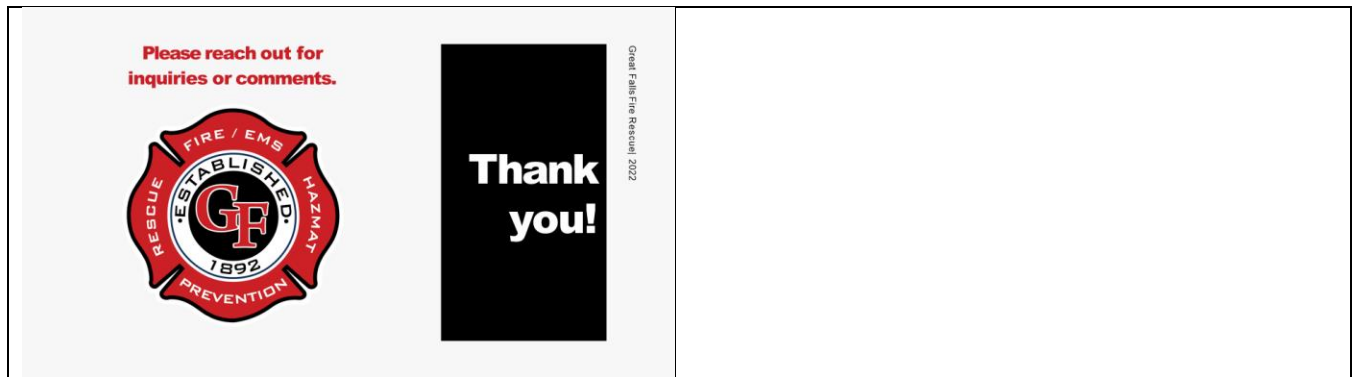 Please reach out for
inquiries or comments.
FIRE / EMS
RESCUE
HAZMAT
PREVENTION
·ESTABLISHED·
GF
1892
Thank
you!
Great Falls Fire Rescue| 2022